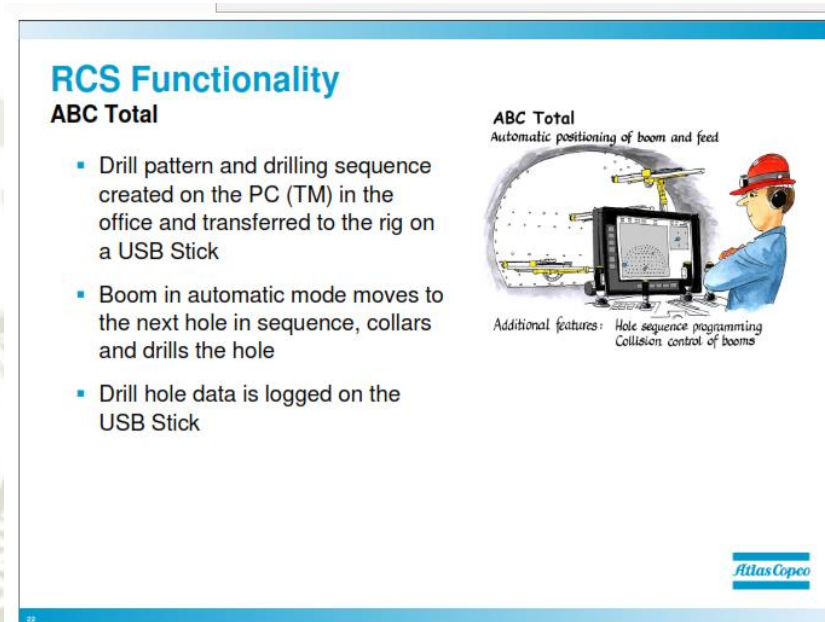 RCS Functionality
ABC Total
▪ Drill pattern and drilling sequence
created on the PC (TM) in the
office and transferred to the rig on
a USB Stick
▪ Boom in automatic mode moves to
the next hole in sequence, collars
and drills the hole
▪ Drill hole data is logged on the
USB Stick
ABC Total
Automatic positioning of boom and feed
Additional features: Hole sequence programming
Collision control of booms
Atlas Copco
22